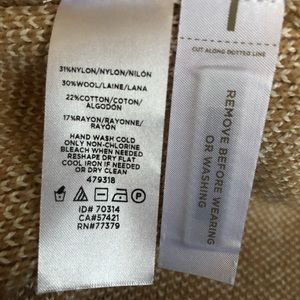 31%NYLON/NYLON/NILÓN
30%WOOL/LAINE/LANA
22%COTTON/COTON/
ALGODÓN
17%RAYON/RAYONNE/
RAYÓN
HAND WASH COLD
ONLY NON-CHLORINE
BLEACH WHEN NEEDED
RESHAPE DRY FLAT
COOL IRON IF NEEDED
OR DRY CLEAN
479318
ID# 70314
CA#57421
RN#77379
CUT ALONG DOTTED LINE
REMOVE BEFORE WEARING
OR WASHING